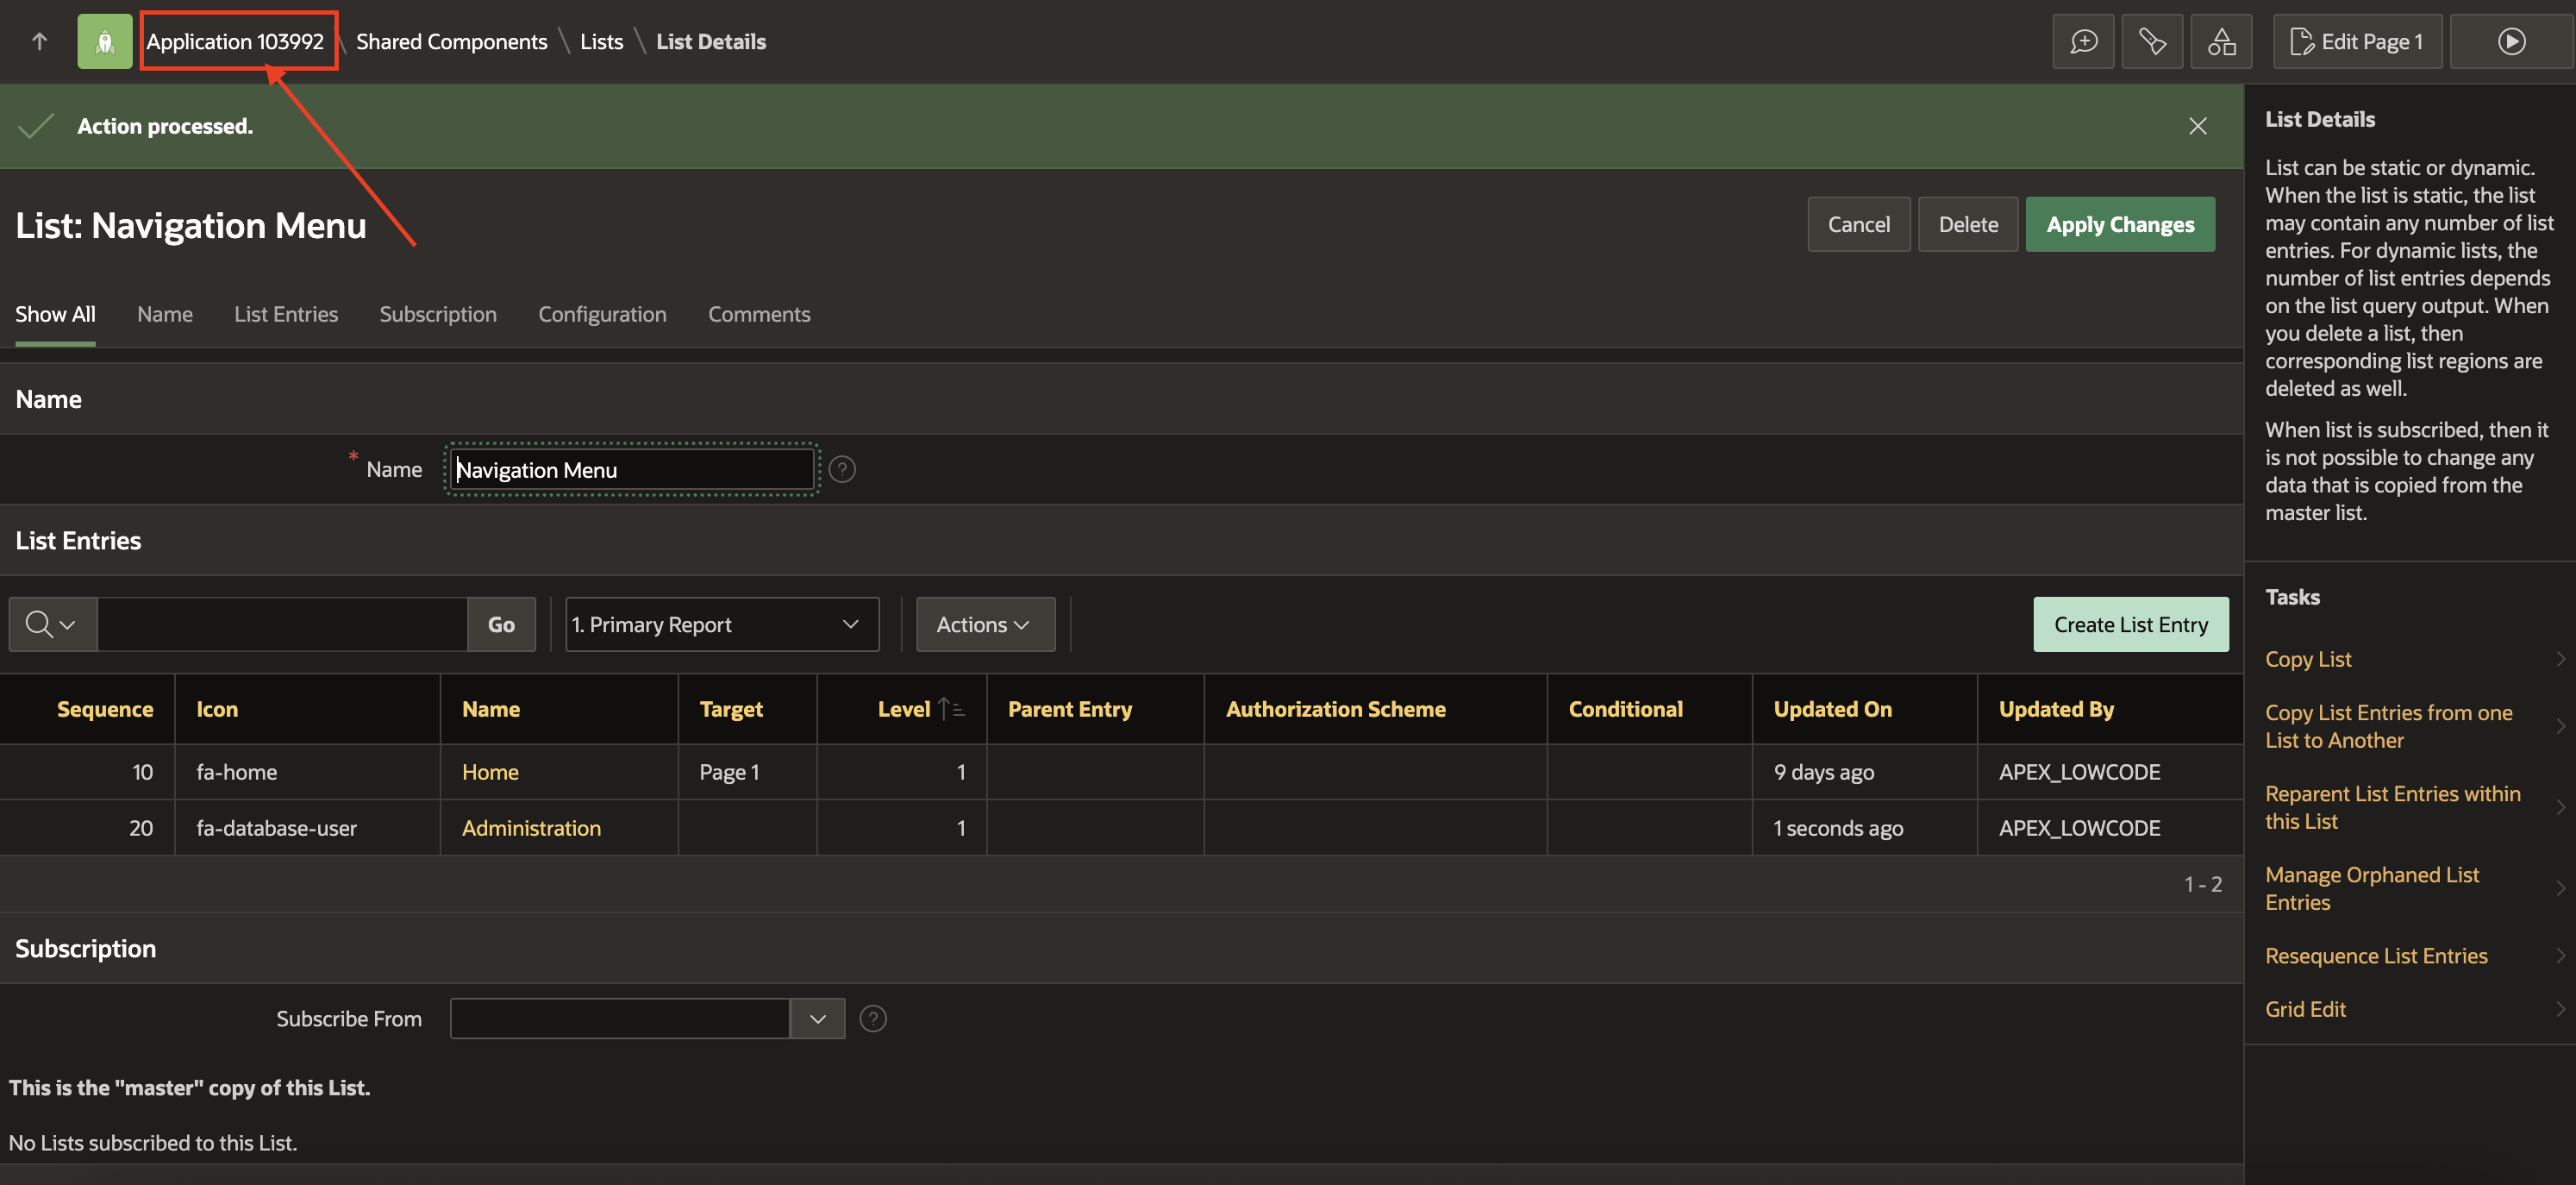 Application 103992 \ Shared Components \ Lists \ List Details
Edit Page 1
Action processed.
List: Navigation Menu
Cancel Delete Apply Changes
Show All Name List Entries Subscription Configuration Comments
Name
* Name Navigation Menu ?
List Entries
Go 1. Primary Report Actions Create List Entry
Sequence Icon Name Target Level Parent Entry Authorization Scheme Conditional Updated On Updated By
10 fa-home Home Page 1 1 9 days ago APEX_LOWCODE
20 fa-database-user Administration 1 1 seconds ago APEX_LOWCODE
1 - 2
Subscription
Subscribe From ?
This is the "master" copy of this List.
No Lists subscribed to this List.
List Details
List can be static or dynamic.
When the list is static, the list
may contain any number of list
entries. For dynamic lists, the
number of list entries depends
on the list query output. When
you delete a list, then
corresponding list regions are
deleted as well.
When list is subscribed, then it
is not possible to change any
data that is copied from the
master list.
Tasks
Copy List
Copy List Entries from one
List to Another
Reparent List Entries within
this List
Manage Orphaned List
Entries
Resequence List Entries
Grid Edit